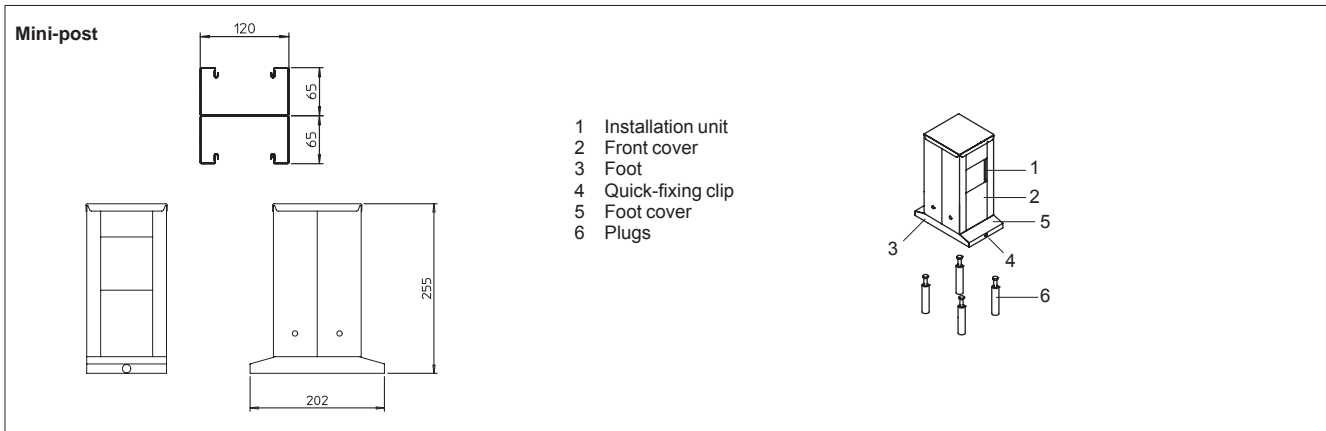 Mini-post
120
65
65
255
202
1 Installation unit
2 Front cover
3 Foot
4 Quick-fixing clip
5 Foot cover
6 Plugs
1
2
5
3
4
6